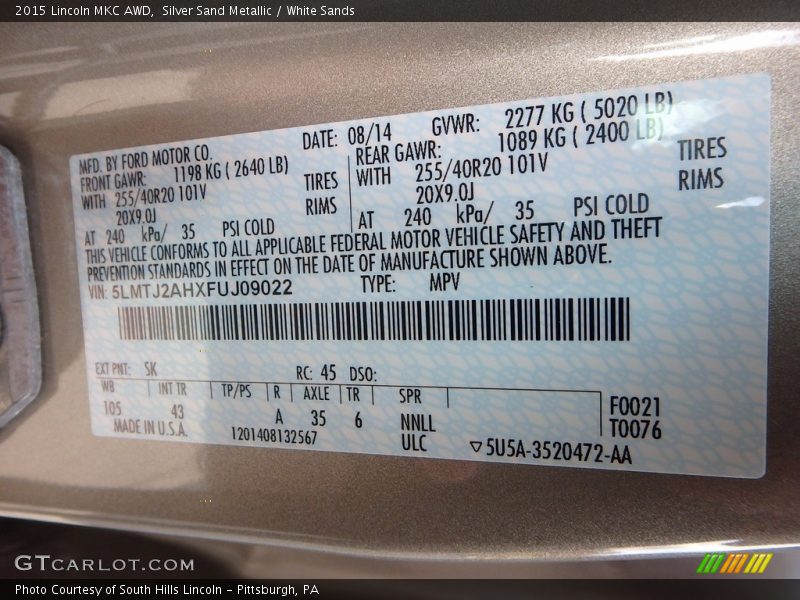 2015 Lincoln MKC AWD, Silver Sand Metallic / White Sands
MFD. BY FORD MOTOR CO. DATE: 08/14 GVWR: 2277 KG ( 5020 LB)
FRONT GAWR: 1198 KG ( 2640 LB) REAR GAWR: 1089 KG ( 2400 LB)
WITH 255/40R20 101V TIRES WITH 255/40R20 101V TIRES
20X9.0J RIMS 20X9.0J RIMS
AT 240 kPa/ 35 PSI COLD AT 240 kPa/ 35 PSI COLD
THIS VEHICLE CONFORMS TO ALL APPLICABLE FEDERAL MOTOR VEHICLE SAFETY AND THEFT
PREVENTION STANDARDS IN EFFECT ON THE DATE OF MANUFACTURE SHOWN ABOVE.
VIN: 5LMTJ2AHXFUJ09022 TYPE: MPV
EXT PNT: SK RC: 45 DSO:
WB INT TR TP/PS R AXLE TR SPR
105 43 A 35 6 NNLL F0021
MADE IN U.S.A. 1201408132567 ULC T0076
▽5U5A-3520472-AA
GTCARLOT.COM
Photo Courtesy of South Hills Lincoln - Pittsburgh, PA